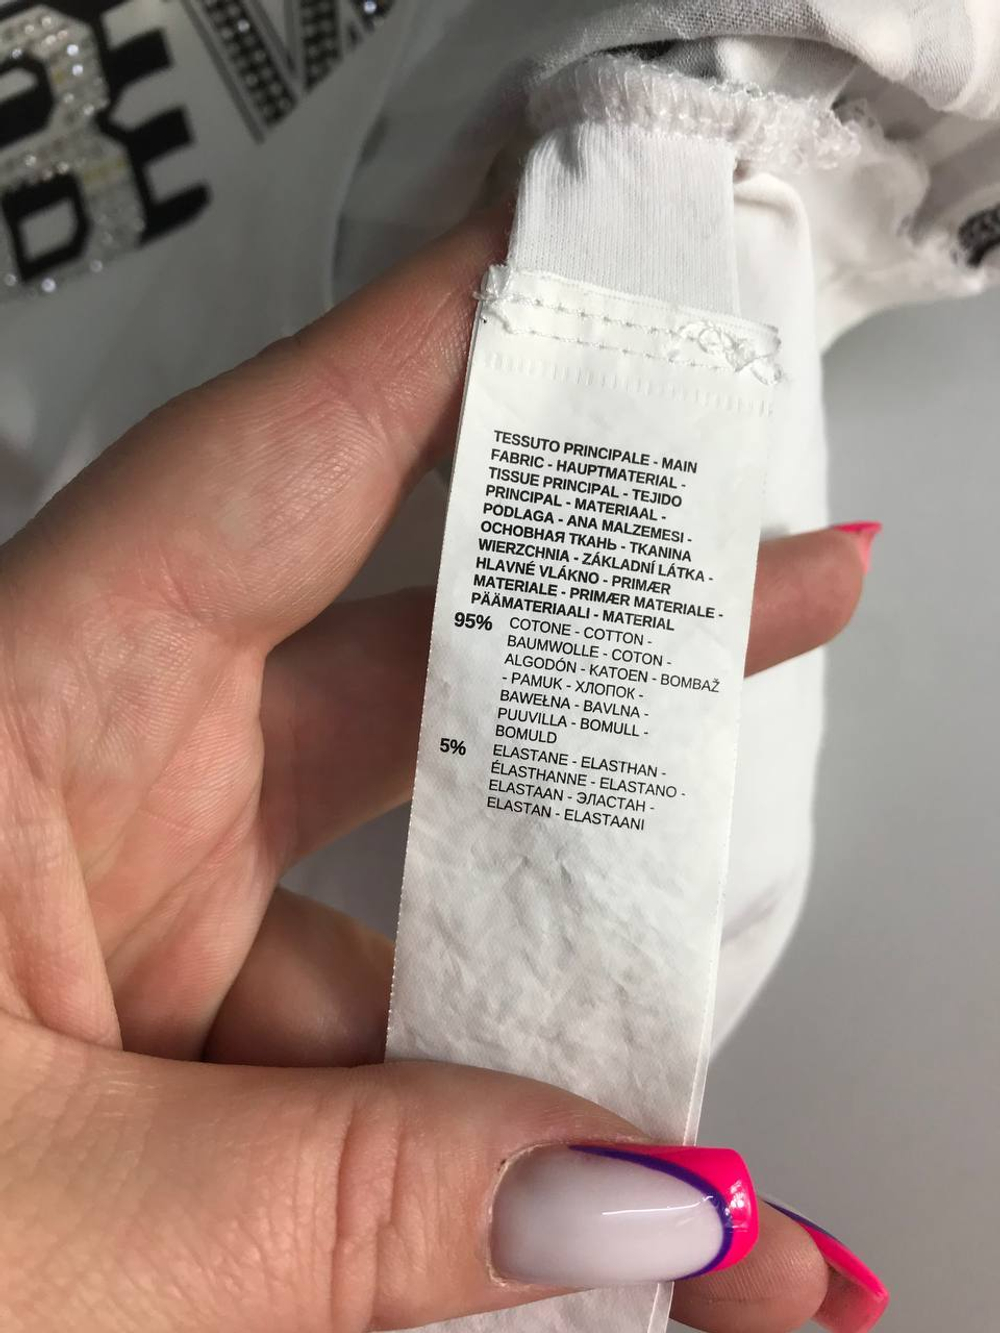 TESSUTO PRINCIPALE - MAIN
FABRIC - HAUPTMATERIAL -
TISSUE PRINCIPAL - TEJIDO
PRINCIPAL - MATERIAAL -
PODLAGA - ANA MALZEMESI -
ОСНОВНАЯ ТКАНЬ - TKANINA
WIERZCHNIA - ZÁKLADNÍ LÁTKA -
HLAVNÉ VLÁKNO - PRIMÆR
MATERIALE - PRIMÆR MATERIALE -
PÄÄMATERIAALI - MATERIAL
95% COTONE - COTTON -
BAUMWOLLE - COTON -
ALGODÓN - KATOEN - BOMBAŽ
- PAMUK - ХЛОПОК -
BAWEŁNA - BAVLNA -
PUUVILLA - BOMULL -
BOMULD
5% ELASTANE - ELASTHAN -
ÉLASTHANNE - ELASTANO -
ELASTAAN - ЭЛАСТАН -
ELASTAN - ELASTAANI